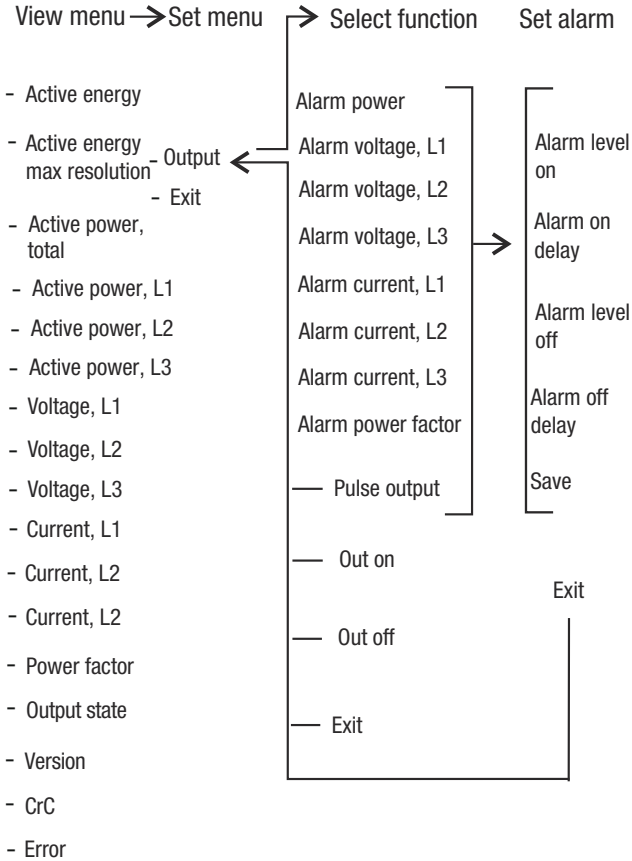 View menu
Set menu
Select function
Set alarm
- Active energy
- Active energy
max resolution
- Active power,
total
- Active power, L1
- Active power, L2
- Active power, L3
- Voltage, L1
- Voltage, L2
- Voltage, L3
- Current, L1
- Current, L2
- Current, L2
- Power factor
- Output state
- Version
- CrC
- Error
- Output
- Exit
Alarm power
Alarm voltage, L1
Alarm voltage, L2
Alarm voltage, L3
Alarm current, L1
Alarm current, L2
Alarm current, L3
Alarm power factor
Pulse output
Out on
Out off
Exit
Alarm level
on
Alarm on
delay
Alarm level
off
Alarm off
delay
Save
Exit